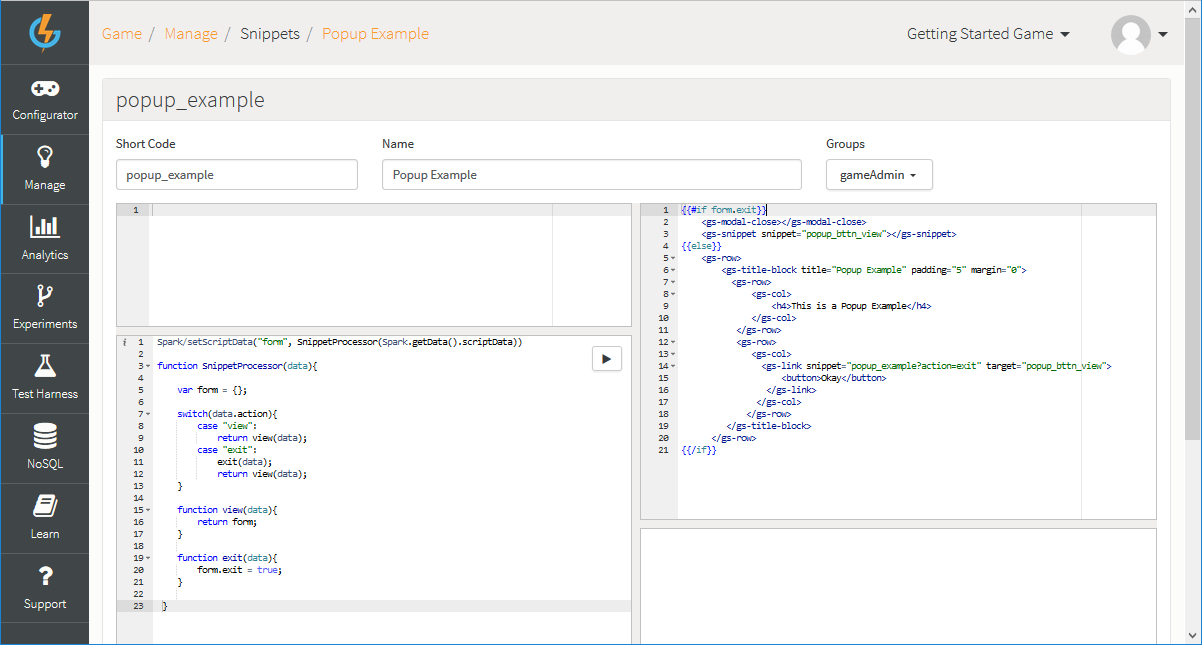 Game / Manage / Snippets / Popup Example
Getting Started Game
Configurator
Manage
Analytics
Experiments
Test Harness
NoSQL
Learn
Support
popup_example
Short Code
Name
Groups
popup_example
Popup Example
gameAdmin
1
i 1 Spark/setScriptData("form", SnippetProcessor(Spark.getData().scriptData))
2
3 function SnippetProcessor(data){
4
5 var form = {};
6
7 switch(data.action){
8 case "view":
9 return view(data);
10 case "exit":
11 exit(data);
12 return view(data);
13 }
14
15 function view(data){
16 return form;
17 }
18
19 function exit(data){
20 form.exit = true;
21 }
22
23 }
1 {{#if form.exit}}
2 <gs-modal-close></gs-modal-close>
3 <gs-snippet snippet="popup_bttn_view"></gs-snippet>
4 {{else}}
5 <gs-row>
6 <gs-title-block title="Popup Example" padding="5" margin="0">
7 <gs-row>
8 <gs-col>
9 <h4>This is a Popup Example</h4>
10 </gs-col>
11 </gs-row>
12 <gs-row>
13 <gs-col>
14 <gs-link snippet="popup_example?action=exit" target="popup_bttn_view">
15 <button>Okay</button>
16 </gs-link>
17 </gs-col>
18 </gs-row>
19 </gs-title-block>
20 </gs-row>
21 {{/if}}